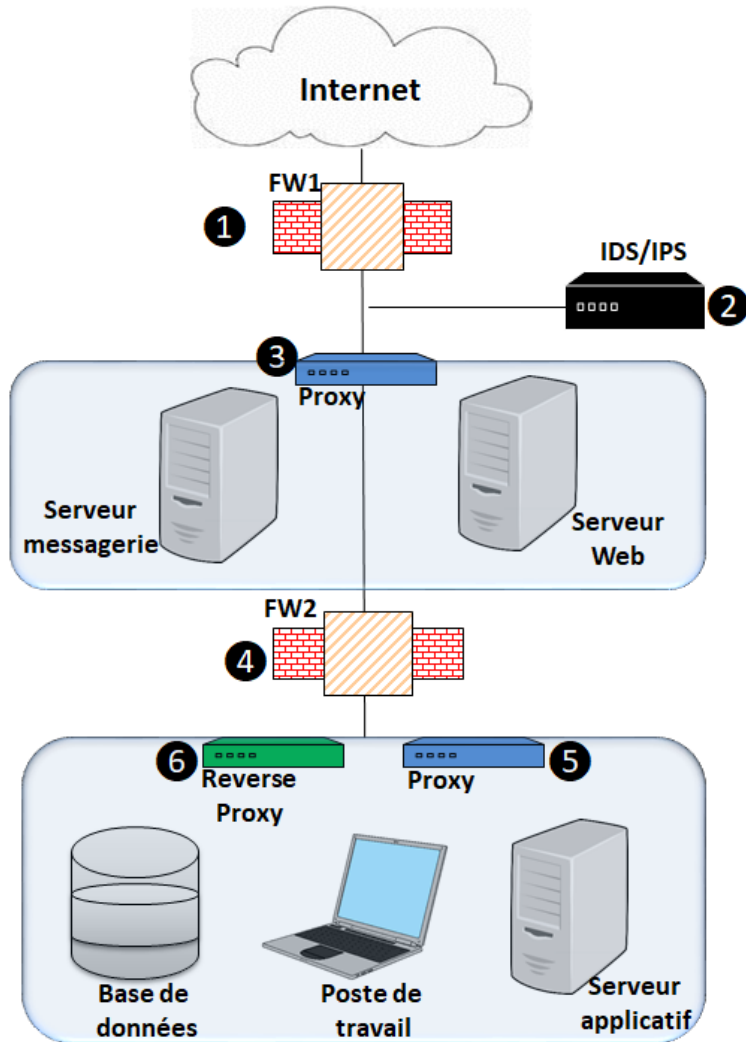 Internet
FW1
1
IDS/IPS
2
3
Proxy
Serveur
messagerie
Serveur
Web
FW2
4
6
Reverse
Proxy
Proxy
5
Base de
données
Poste de
travail
Serveur
applicatif